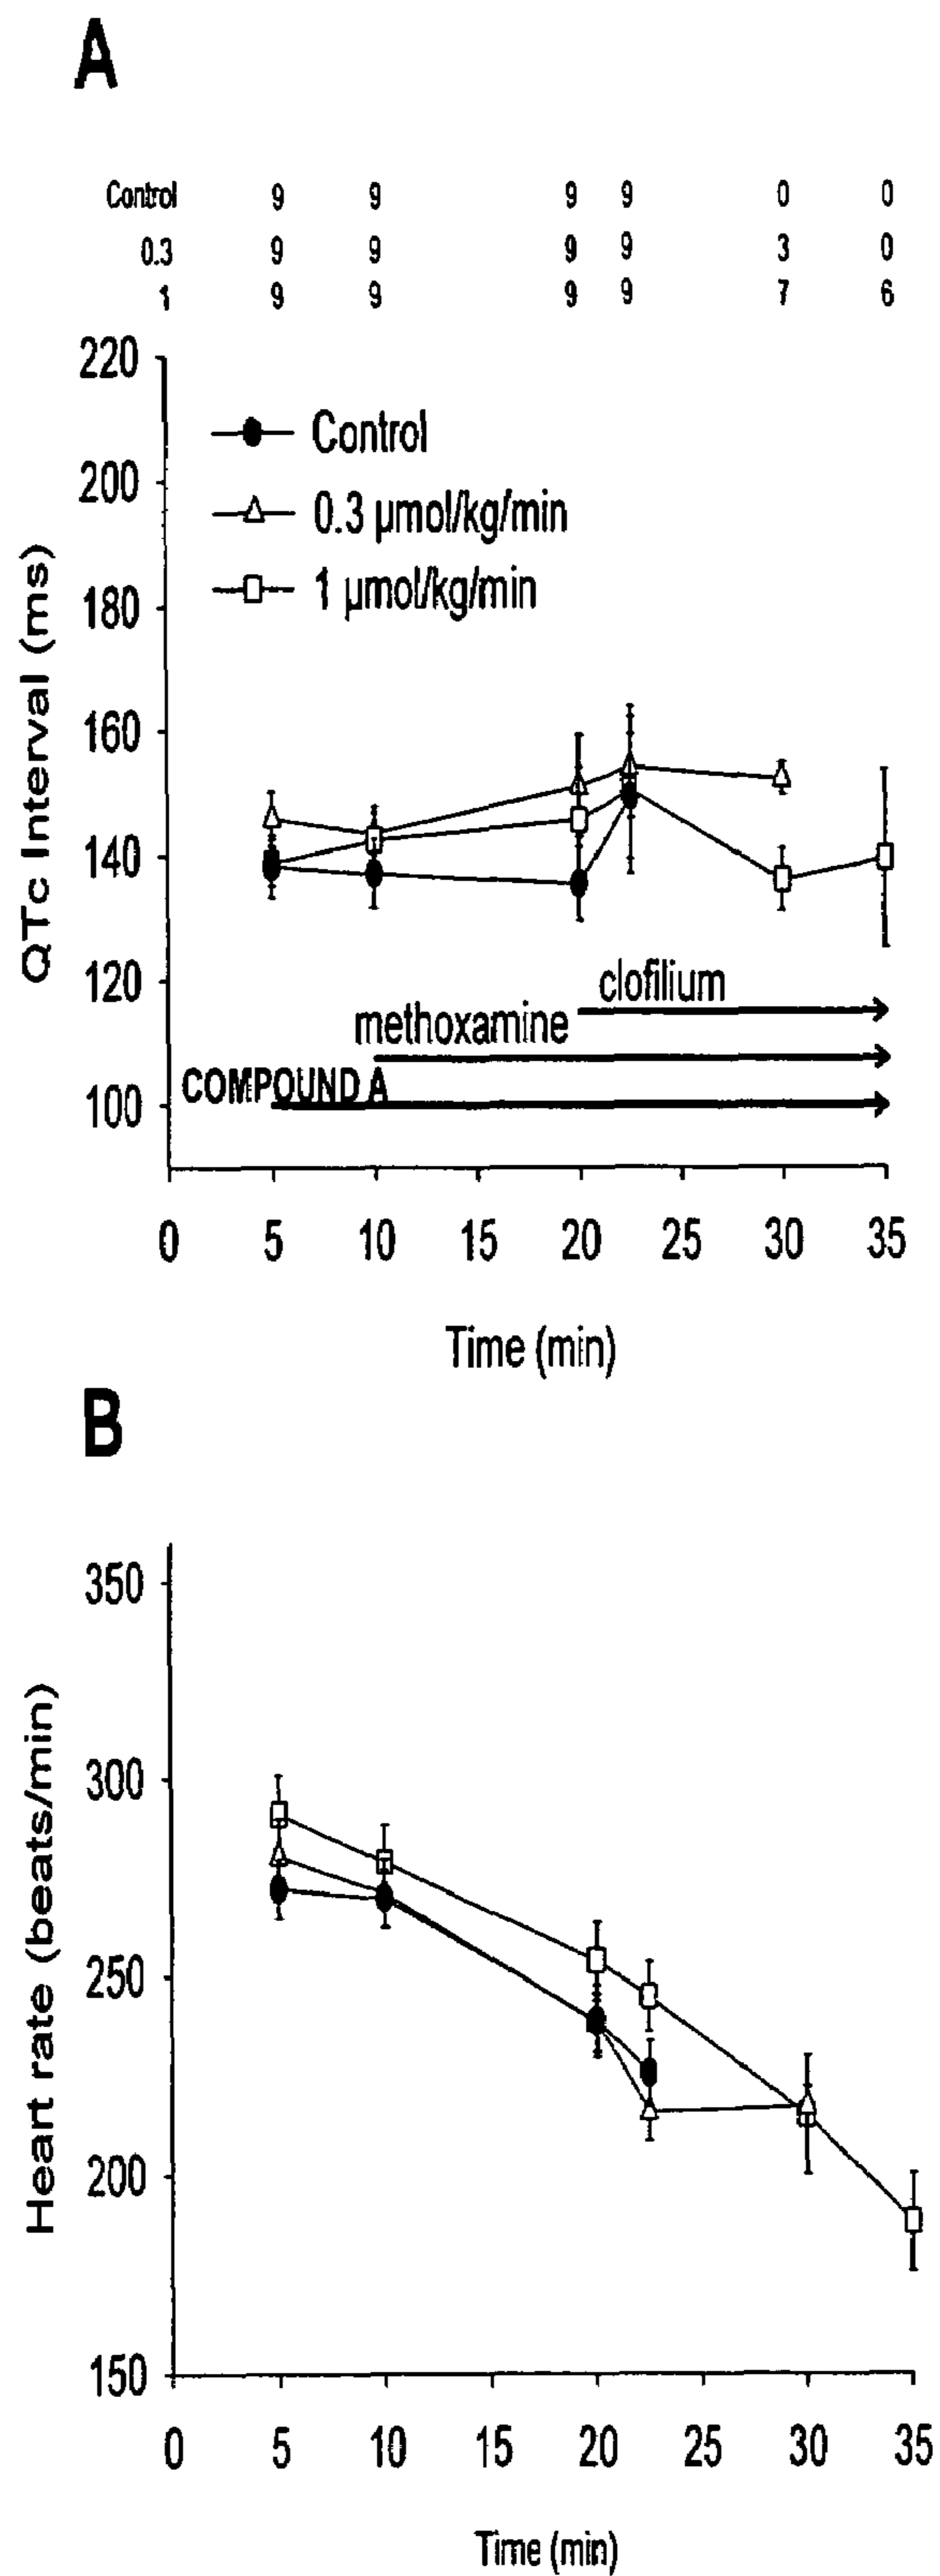 A
Control 9 9 9 9 0 0
0.3 9 9 9 9 3 0
1 9 9 9 9 7 6
220
Control
200
0.3 µmol/kg/min
180
1 µmol/kg/min
160
140
QTc Interval (ms)
120
clofilium
methoxamine
COMPOUND A
100
0 5 10 15 20 25 30 35
Time (min)
B
350
300
250
Heart rate (beats/min)
200
150
0 5 10 15 20 25 30 35
Time (min)